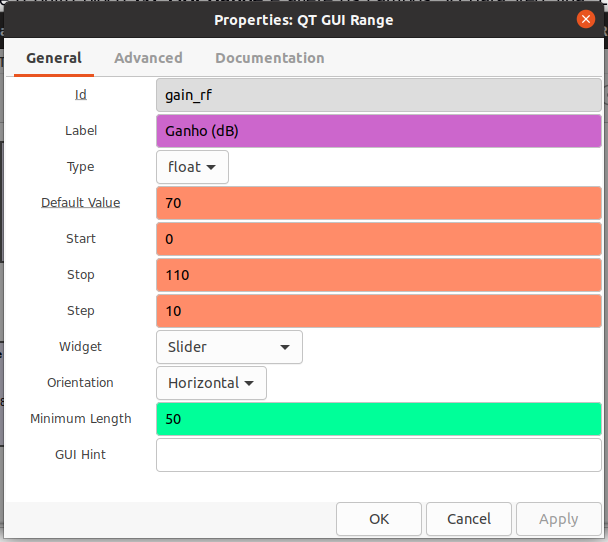 Properties: QT GUI Range
General Advanced Documentation
Id gain_rf
Label Ganho (dB)
Type float
Default Value 70
Start 0
Stop 110
Step 10
Widget Slider
Orientation Horizontal
Minimum Length 50
GUI Hint
OK Cancel Apply